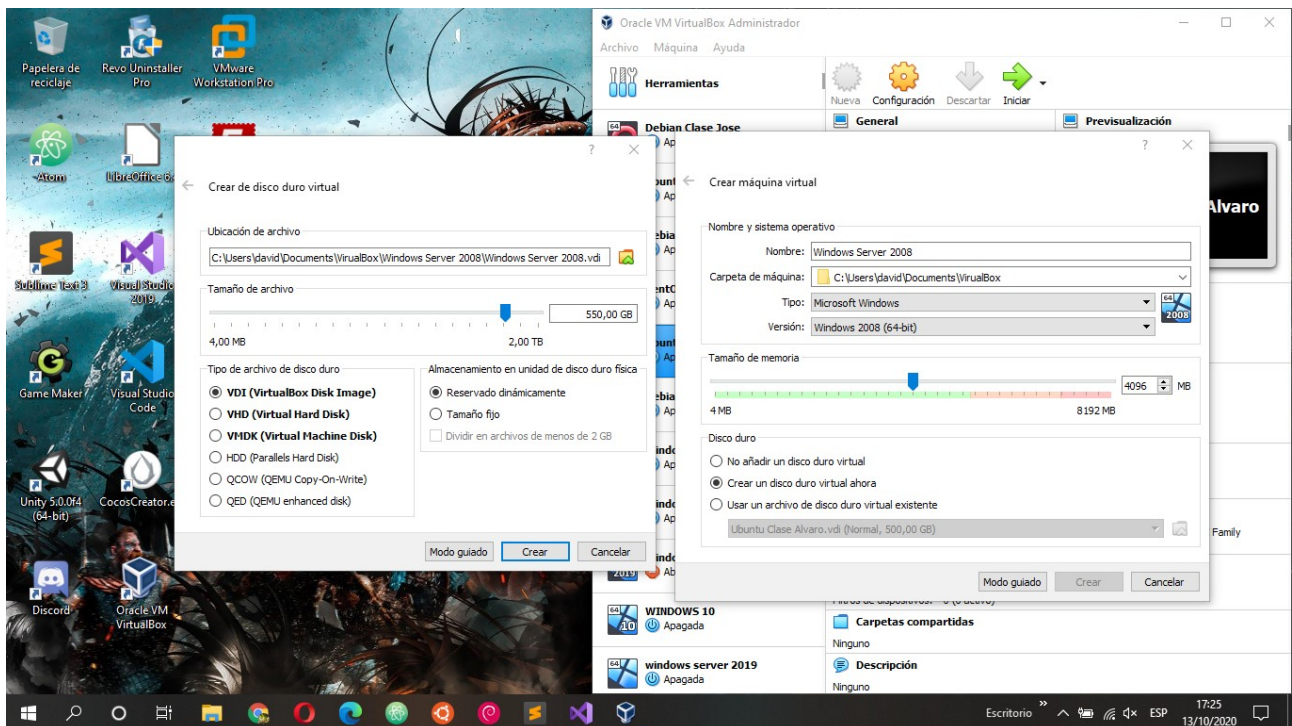 Papelera de
reciclaje
Revo Uninstaller
Pro
VMware
Workstation Pro
Atom
LibreOffice 6.
Sublime Text 3
Visual Studio
2019
Game Maker
Visual Studio
Code
Unity 5.0.0f4
(64-bit)
CocosCreator.e
Discord
Oracle VM
VirtualBox
Crear de disco duro virtual
Ubicación de archivo
C:\Users\david\Documents\VirualBox\Windows Server 2008\Windows Server 2008.vdi
Tamaño de archivo
550,00 GB
4,00 MB
2,00 TB
Tipo de archivo de disco duro
VDI (VirtualBox Disk Image)
VHD (Virtual Hard Disk)
VMDK (Virtual Machine Disk)
HDD (Parallels Hard Disk)
QCOW (QEMU Copy-On-Write)
QED (QEMU enhanced disk)
Almacenamiento en unidad de disco duro física
Reservado dinámicamente
Tamaño fijo
Dividir en archivos de menos de 2 GB
Modo guiado
Crear
Cancelar
Oracle VM VirtualBox Administrador
Archivo Máquina Ayuda
Herramientas
Nueva
Configuración
Descartar
Iniciar
64
Debian Clase Jose
General
Previsualización
Alvaro
Crear máquina virtual
Nombre y sistema operativo
Nombre: Windows Server 2008
Carpeta de máquina: C:\Users\david\Documents\VirualBox
Tipo: Microsoft Windows
Versión: Windows 2008 (64-bit)
64
2008
Tamaño de memoria
4096 MB
4 MB
8192 MB
Disco duro
No añadir un disco duro virtual
Crear un disco duro virtual ahora
Usar un archivo de disco duro virtual existente
Ubuntu Clase Alvaro.vdi (Normal, 500,00 GB)
Modo guiado
Crear
Cancelar
Family
2019
Ab
64
10
WINDOWS 10
Apagada
64
windows server 2019
Apagada
Carpetas compartidas
Ninguno
Descripción
Ninguno
Escritorio
ESP
17:25
13/10/2020